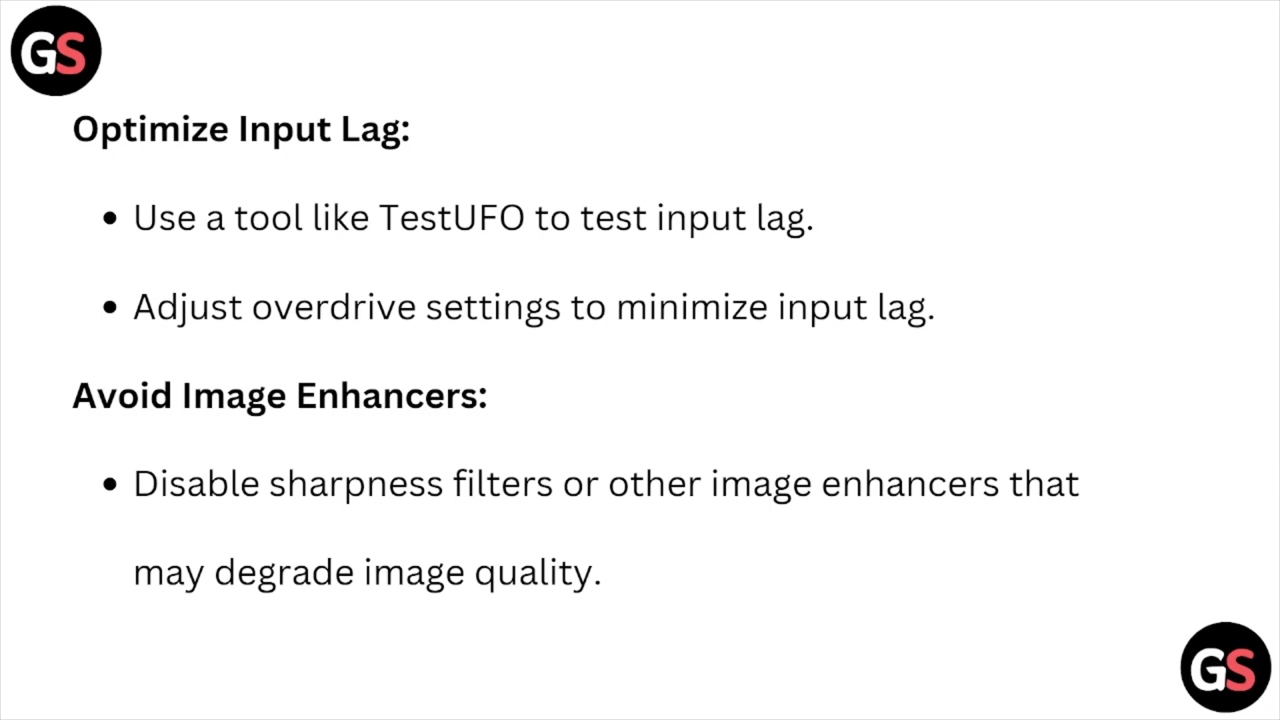 GS
Optimize Input Lag:
• Use a tool like TestUFO to test input lag.
• Adjust overdrive settings to minimize input lag.
Avoid Image Enhancers:
• Disable sharpness filters or other image enhancers that
may degrade image quality.
GS